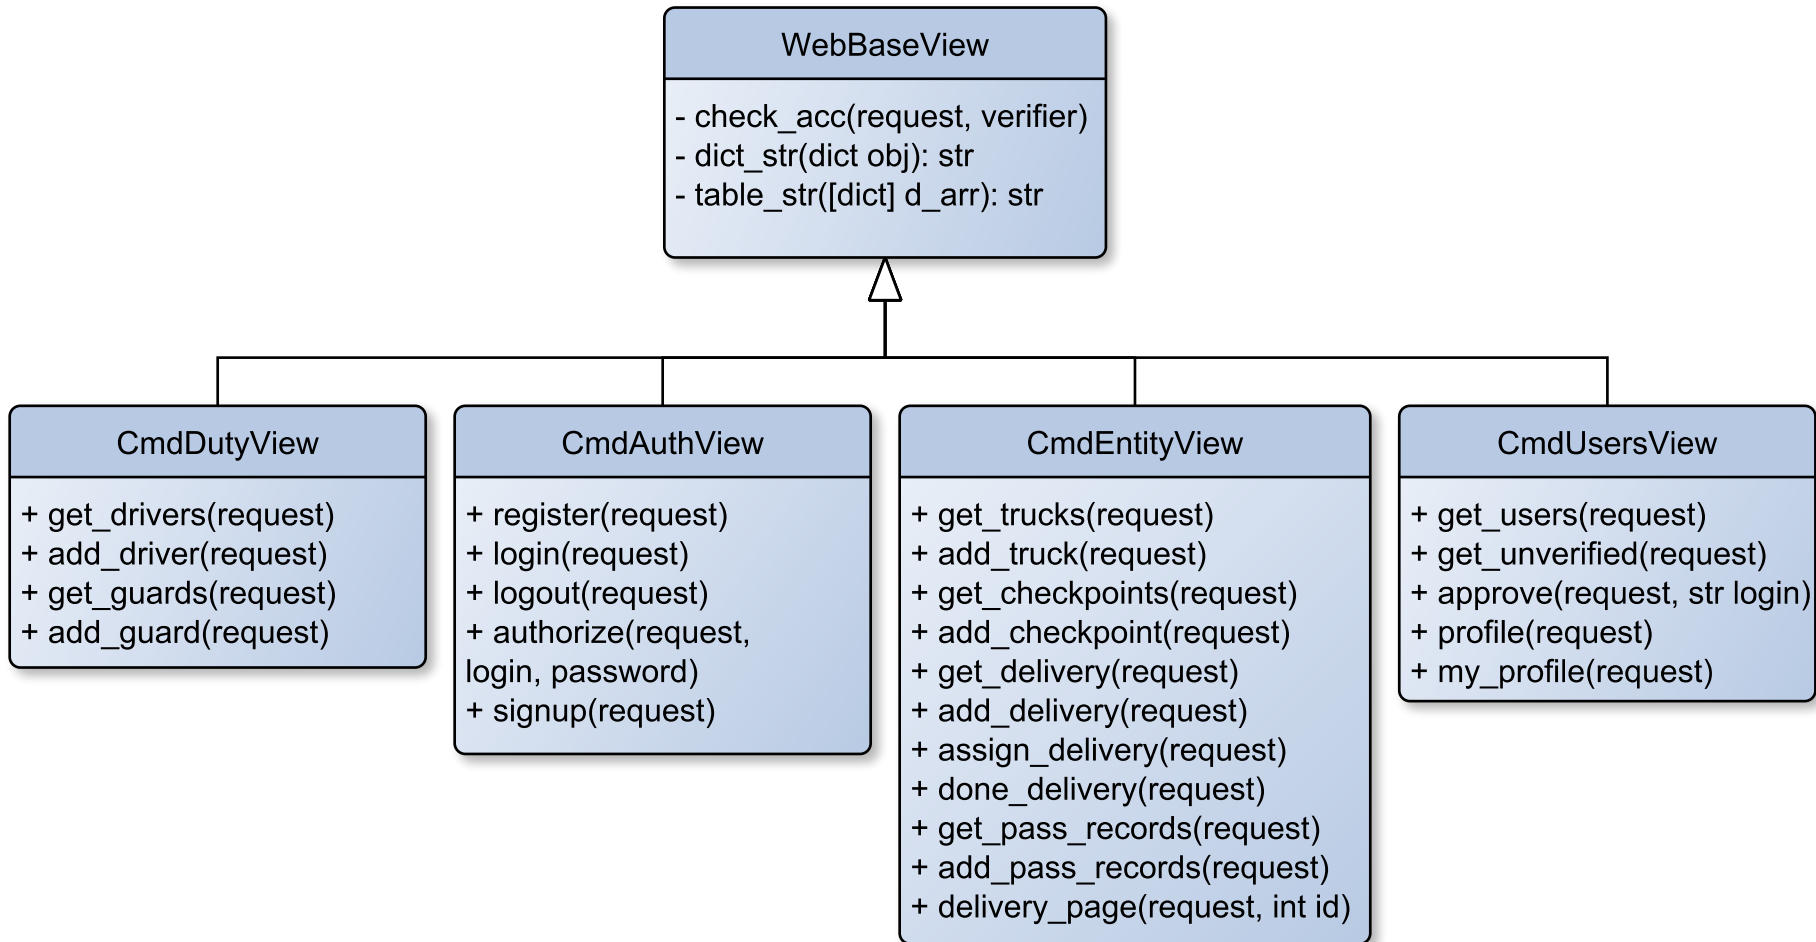 WebBaseView
- check_acc(request, verifier)
- dict_str(dict obj): str
- table_str([dict] d_arr): str
CmdDutyView
+ get_drivers(request)
+ add_driver(request)
+ get_guards(request)
+ add_guard(request)
CmdAuthView
+ register(request)
+ login(request)
+ logout(request)
+ authorize(request,
login, password)
+ signup(request)
CmdEntityView
+ get_trucks(request)
+ add_truck(request)
+ get_checkpoints(request)
+ add_checkpoint(request)
+ get_delivery(request)
+ add_delivery(request)
+ assign_delivery(request)
+ done_delivery(request)
+ get_pass_records(request)
+ add_pass_records(request)
+ delivery_page(request, int id)
CmdUsersView
+ get_users(request)
+ get_unverified(request)
+ approve(request, str login)
+ profile(request)
+ my_profile(request)